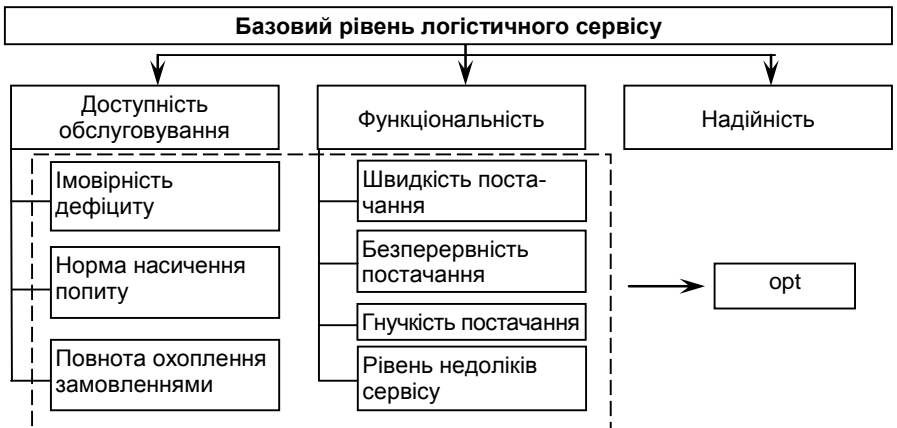 Базовий рівень логістичного сервісу
Доступність
обслуговування
Функціональність
Надійність
Імовірність
дефіциту
Норма насичення
попиту
Повнота охоплення
замовленнями
Швидкість поста-
чання
Безперервність
постачання
Гнучкість постачання
Рівень недоліків
сервісу
opt